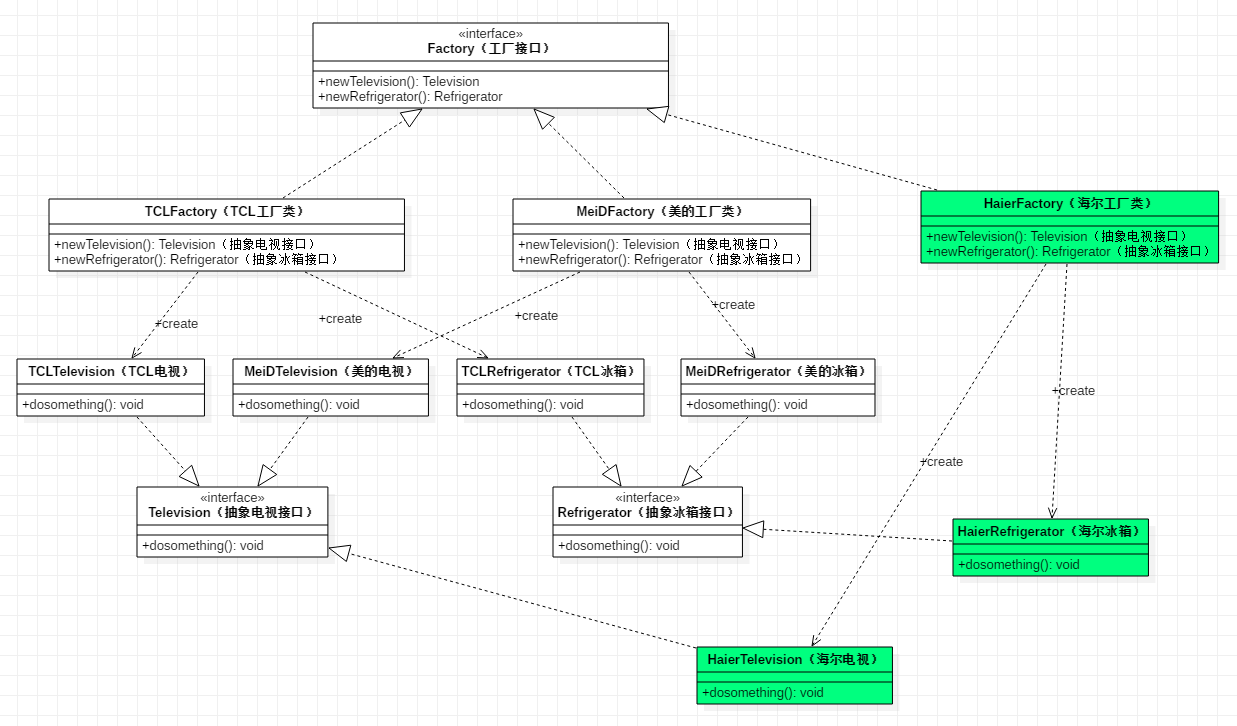 «interface»
Factory（工厂接口）
+newTelevision(): Television
+newRefrigerator(): Refrigerator
TCLFactory（TCL工厂类）
+newTelevision(): Television（抽象电视接口）
+newRefrigerator(): Refrigerator（抽象冰箱接口）
MeiDFactory（美的工厂类）
+newTelevision(): Television（抽象电视接口）
+newRefrigerator(): Refrigerator（抽象冰箱接口）
HaierFactory（海尔工厂类）
+newTelevision(): Television（抽象电视接口）
+newRefrigerator(): Refrigerator（抽象冰箱接口）
+create
+create
+create
+create
TCLTelevision（TCL电视）
+dosomething(): void
MeiDTelevision（美的电视）
+dosomething(): void
TCLRefrigerator（TCL冰箱）
+dosomething(): void
MeiDRefrigerator（美的冰箱）
+dosomething(): void
+create
+create
«interface»
Television（抽象电视接口）
+dosomething(): void
«interface»
Refrigerator（抽象冰箱接口）
+dosomething(): void
HaierRefrigerator（海尔冰箱）
+dosomething(): void
HaierTelevision（海尔电视）
+dosomething(): void